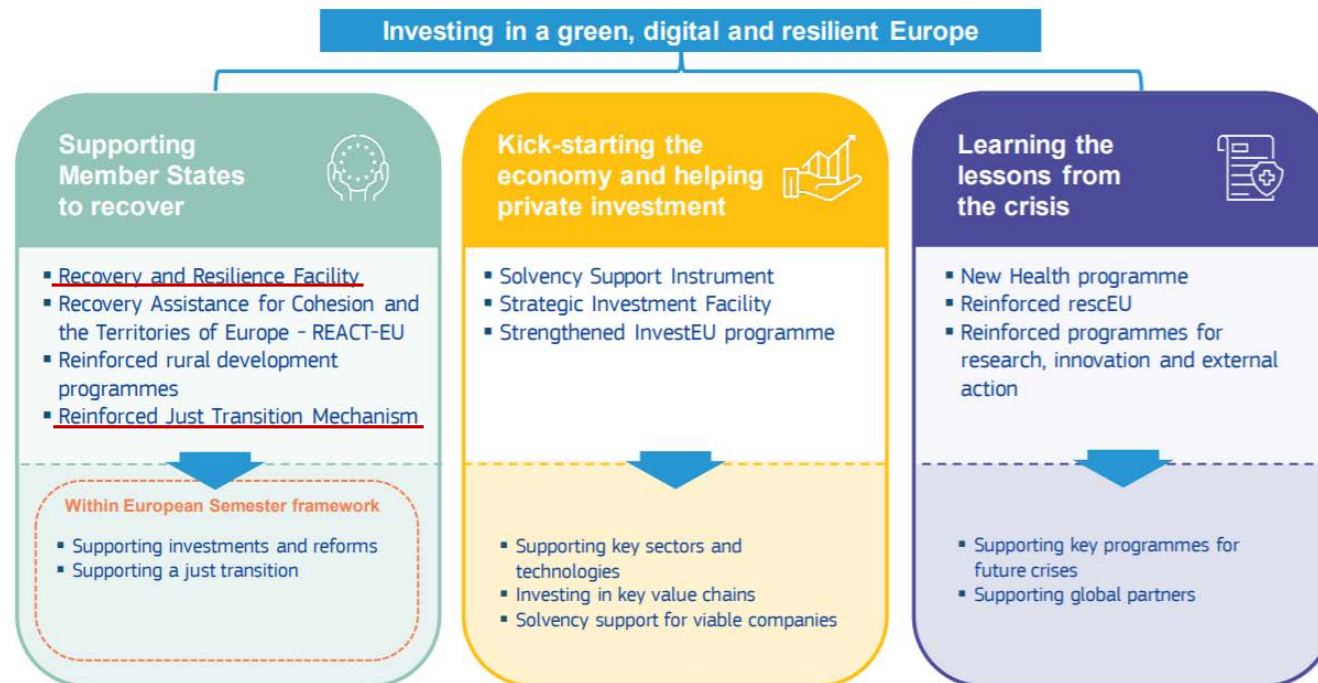 Investing in a green, digital and resilient Europe
Supporting
Member States
to recover
▪ Recovery and Resilience Facility
▪ Recovery Assistance for Cohesion and
the Territories of Europe - REACT-EU
▪ Reinforced rural development
programmes
▪ Reinforced Just Transition Mechanism
Within European Semester framework
▪ Supporting investments and reforms
▪ Supporting a just transition
Kick-starting the
economy and helping
private investment
▪ Solvency Support Instrument
▪ Strategic Investment Facility
▪ Strengthened InvestEU programme
▪ Supporting key sectors and
technologies
▪ Investing in key value chains
▪ Solvency support for viable companies
Learning the
lessons from
the crisis
▪ New Health programme
▪ Reinforced rescEU
▪ Reinforced programmes for
research, innovation and external
action
▪ Supporting key programmes for
future crises
▪ Supporting global partners